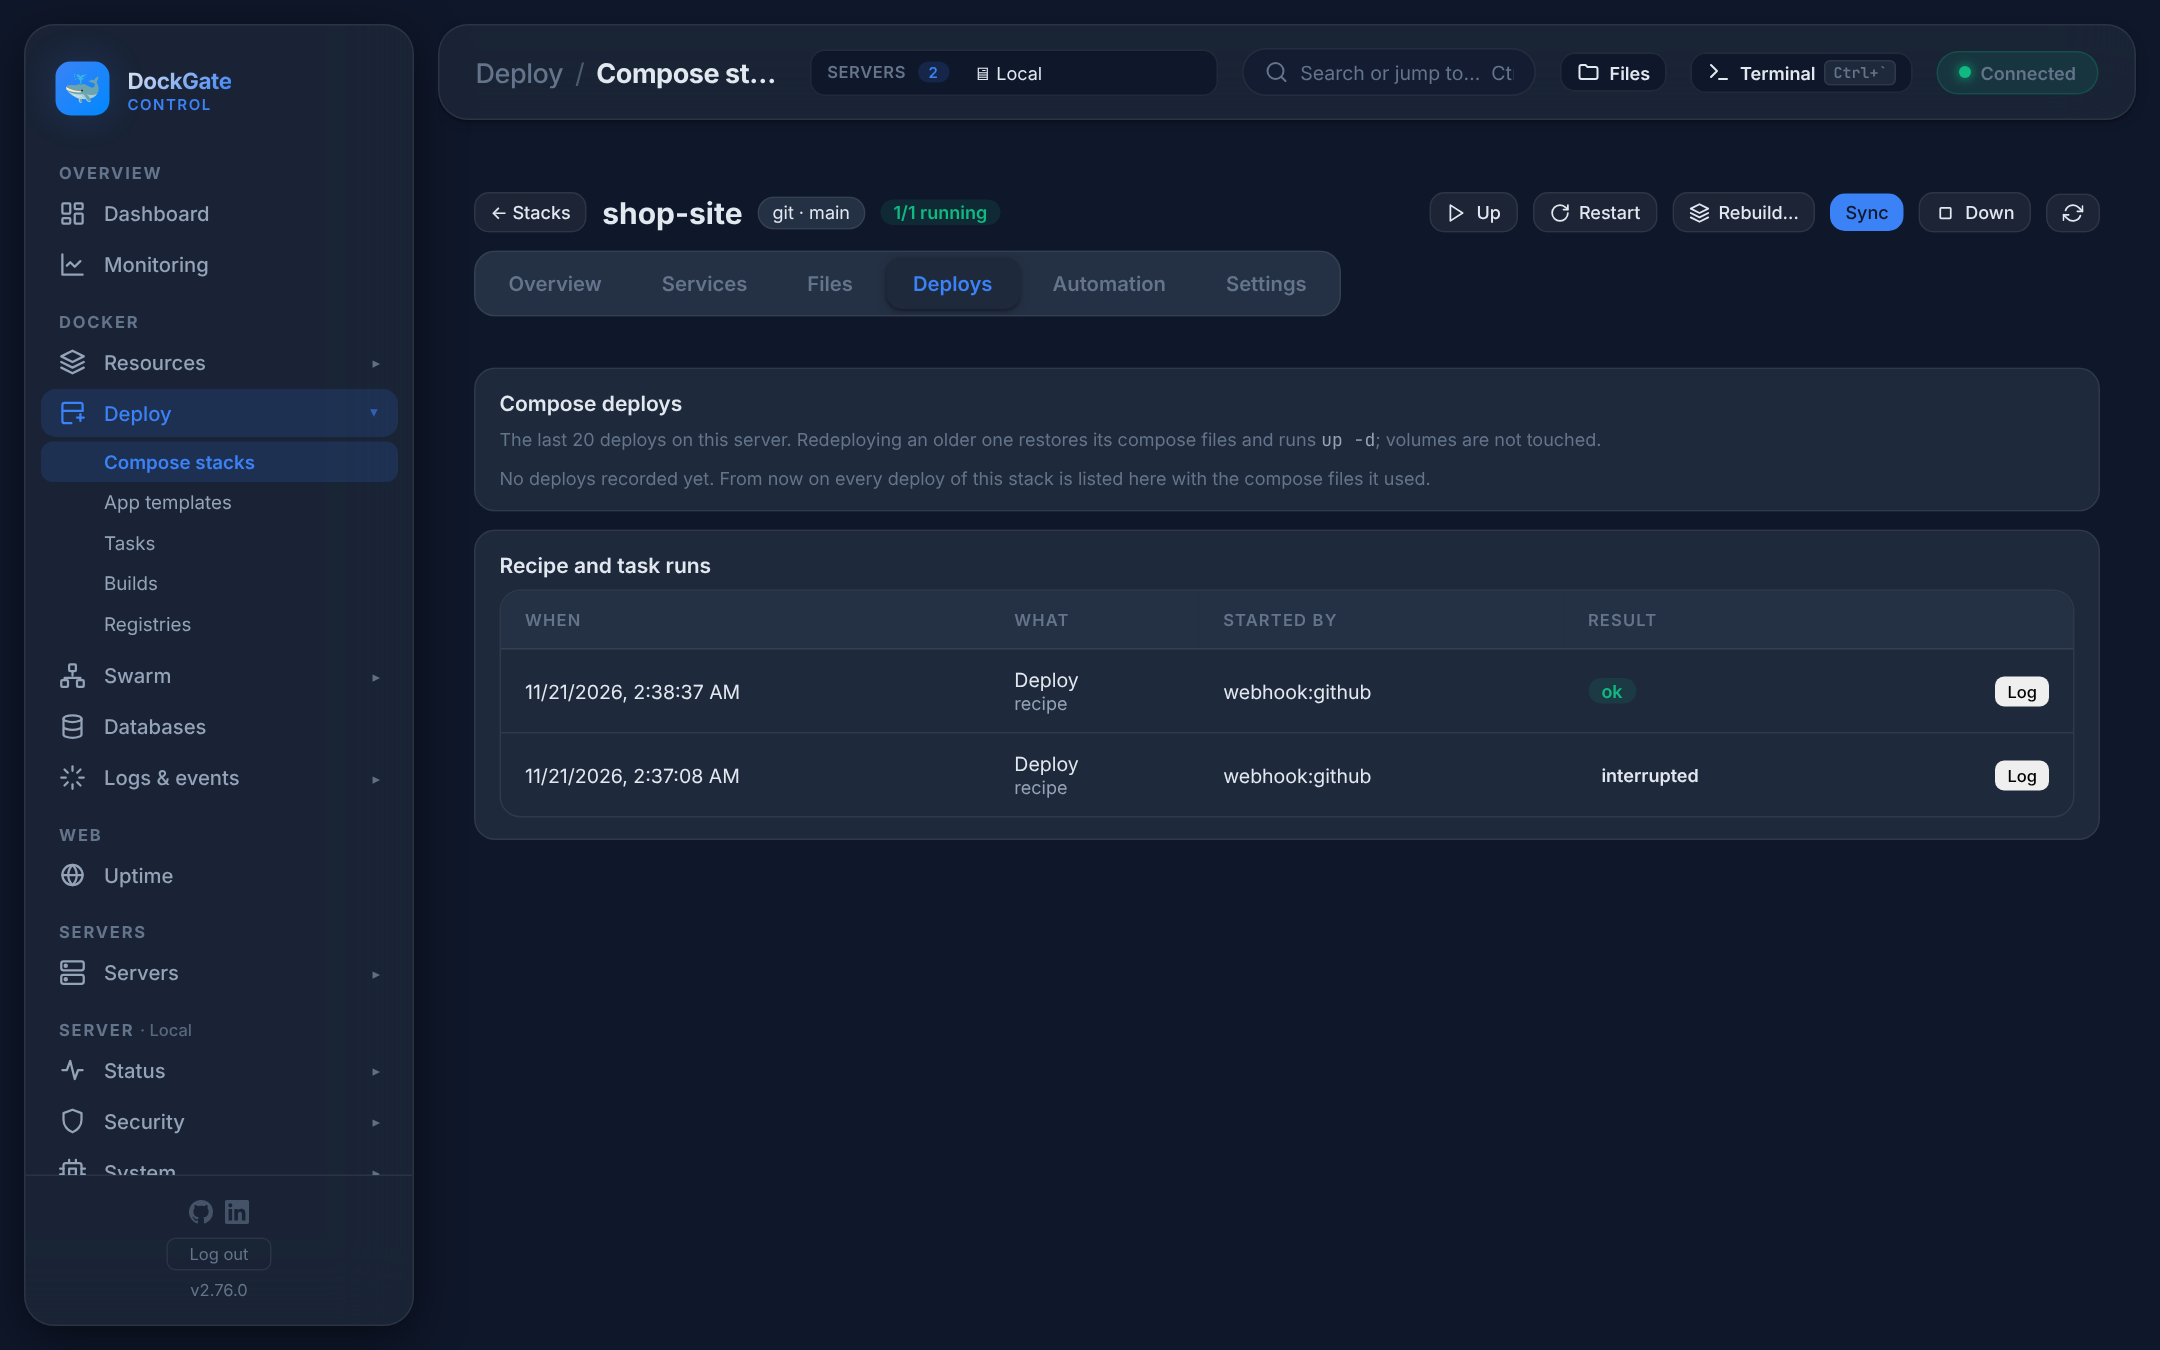 DockGate
CONTROL
OVERVIEW
Dashboard
Monitoring
DOCKER
Resources
Deploy
Compose stacks
App templates
Tasks
Builds
Registries
Swarm
Databases
Logs & events
WEB
Uptime
SERVERS
Servers
SERVER · Local
Status
Security
System
Log out
v2.76.0
Deploy / Compose st...
SERVERS 2 Local
Search or jump to... Ct
Files
Terminal Ctrl+`
Connected
← Stacks shop-site git · main 1/1 running
Up Restart Rebuild... Sync Down
Overview Services Files Deploys Automation Settings
Compose deploys
The last 20 deploys on this server. Redeploying an older one restores its compose files and runs up -d; volumes are not touched.
No deploys recorded yet. From now on every deploy of this stack is listed here with the compose files it used.
Recipe and task runs
WHEN WHAT STARTED BY RESULT
11/21/2026, 2:38:37 AM Deploy webhook:github ok Log
recipe
11/21/2026, 2:37:08 AM Deploy webhook:github interrupted Log
recipe